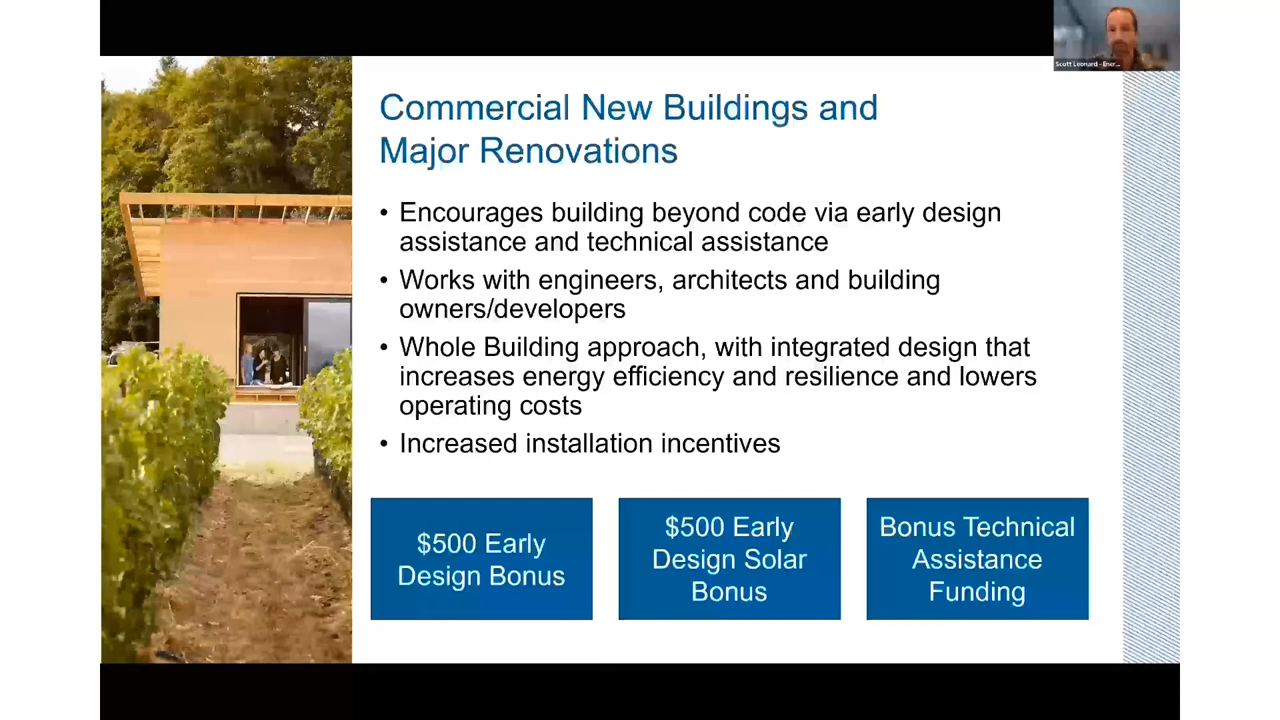 Scott Leonard - Ener...
Commercial New Buildings and
Major Renovations
• Encourages building beyond code via early design
assistance and technical assistance
• Works with engineers, architects and building
owners/developers
• Whole Building approach, with integrated design that
increases energy efficiency and resilience and lowers
operating costs
• Increased installation incentives
$500 Early
Design Bonus
$500 Early
Design Solar
Bonus
Bonus Technical
Assistance
Funding